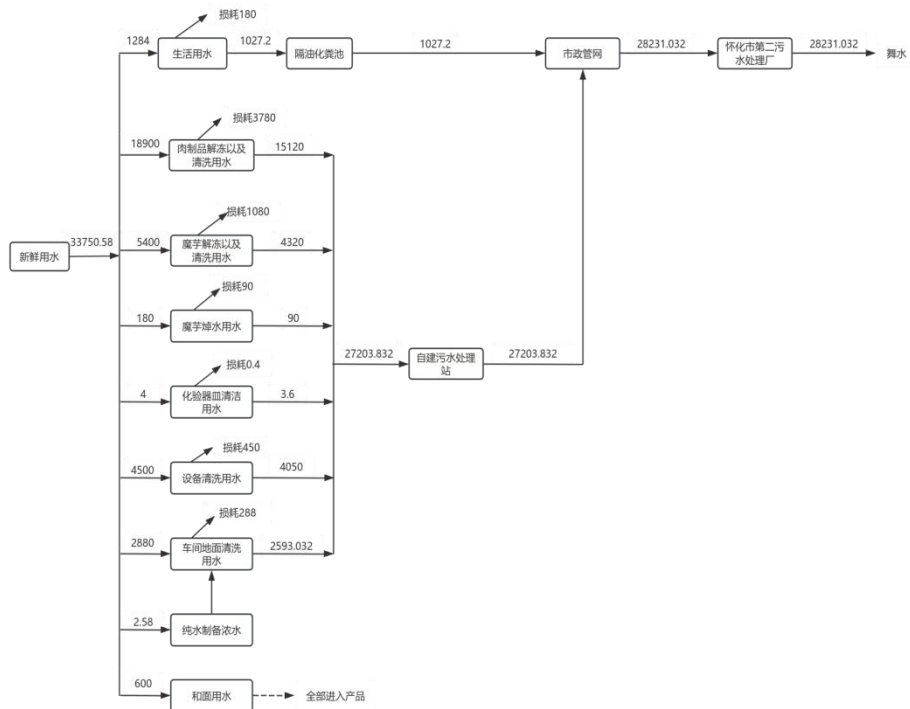 损耗180
1284
生活用水
1027.2
隔油化粪池
1027.2
市政管网
28231.032
怀化市第二污
水处理厂
28231.032
舞水
损耗3780
18900
肉制品解冻以及
清洗用水
15120
损耗1080
新鲜用水
33750.58
5400
魔芋解冻以及
清洗用水
4320
损耗90
180
魔芋焯水用水
90
27203.832
自建污水处理
站
27203.832
损耗0.4
4
化验器皿清洁
用水
3.6
损耗450
4500
设备清洗用水
4050
损耗288
2880
车间地面清洗
用水
2593.032
2.58
纯水制备浓水
600
和面用水
全部进入产品